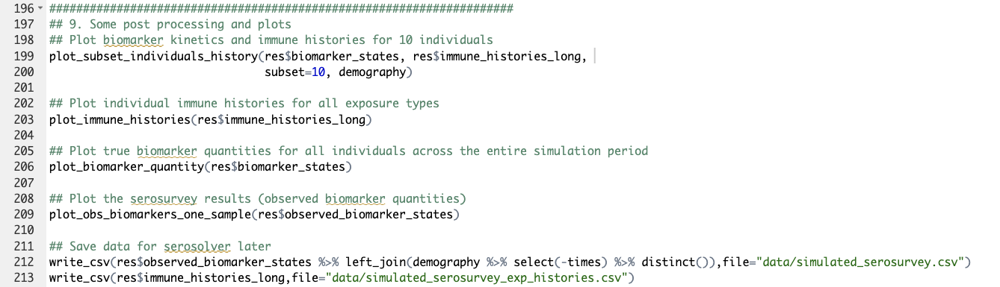 196 #####################################################################
197 ## 9. Some post processing and plots
198 ## Plot biomarker kinetics and immune histories for 10 individuals
199 plot_subset_individuals_history(res$biomarker_states, res$immune_histories_long,
200                                 subset=10, demography)
201
202 ## Plot individual immune histories for all exposure types
203 plot_immune_histories(res$immune_histories_long)
204
205 ## Plot true biomarker quantities for all individuals across the entire simulation period
206 plot_biomarker_quantity(res$biomarker_states)
207
208 ## Plot the serosurvey results (observed biomarker quantities)
209 plot_obs_biomarkers_one_sample(res$observed_biomarker_states)
210
211 ## Save data for serosolver later
212 write_csv(res$observed_biomarker_states %>% left_join(demography %>% select(-times) %>% distinct()),file="data/simulated_serosurvey.csv")
213 write_csv(res$immune_histories_long,file="data/simulated_serosurvey_exp_histories.csv")